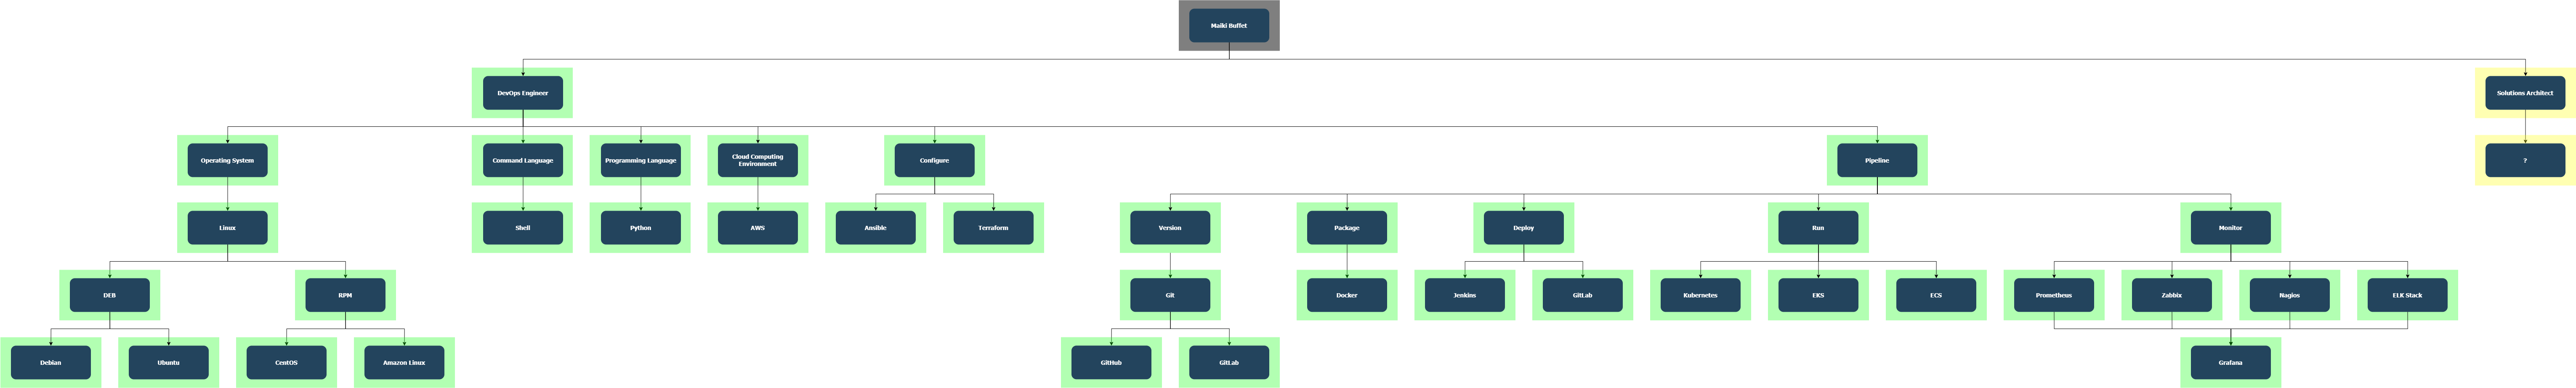 Maiki Buffet
DevOps Engineer
Solutions Architect
Operating System
Command Language
Programming Language
Cloud Computing
Environment
Configure
Pipeline
?
Linux
Shell
Python
AWS
Ansible
Terraform
Version
Package
Deploy
Run
Monitor
DEB
RPM
Git
Docker
Jenkins
GitLab
Kubernetes
EKS
ECS
Prometheus
Zabbix
Nagios
ELK Stack
Debian
Ubuntu
CentOS
Amazon Linux
GitHub
GitLab
Grafana